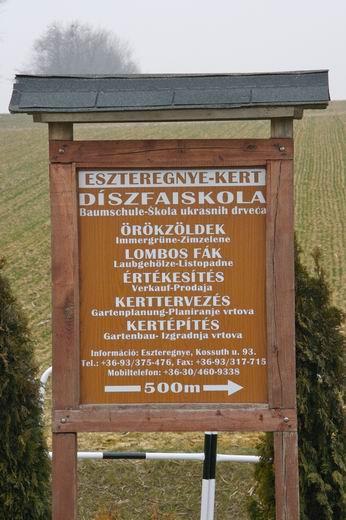 ESZTEREGNYE-KERT
DÍSZFAISKOLA
Baumschule-Škola ukrasnih drveća
ÖRÖKZÖLDEK
Immergrüne-Zimzelene
LOMBOS FÁK
Laubgehölze-Listopadne
ÉRTÉKESÍTÉS
Verkauf-Prodaja
KERTTERVEZÉS
Gartenplanung-Planiranje vrtova
KERTÉPÍTÉS
Gartenbau- Izgradnja vrtova
Információ: Eszteregnye, Kossuth u. 93.
Tel.: +36-93/375-476, Fax: +36-93/317-715
Mobiltelefon: +36-30/460-9338
500m